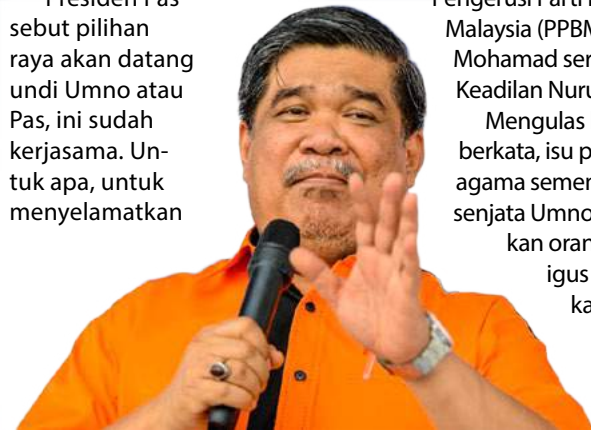 Presiden Pas
sebut pilihan
raya akan datang
undi Umno atau
Pas, ini sudah
kerjasama. Un-
tuk apa, untuk
menyelamatkan
Pengerusi Parti
Malaysia (PPBM
Mohamad ser
Keadilan Nuru
Mengulas
berkata, isu p
agama semen
senjata Umno
kan oran
igus
ka